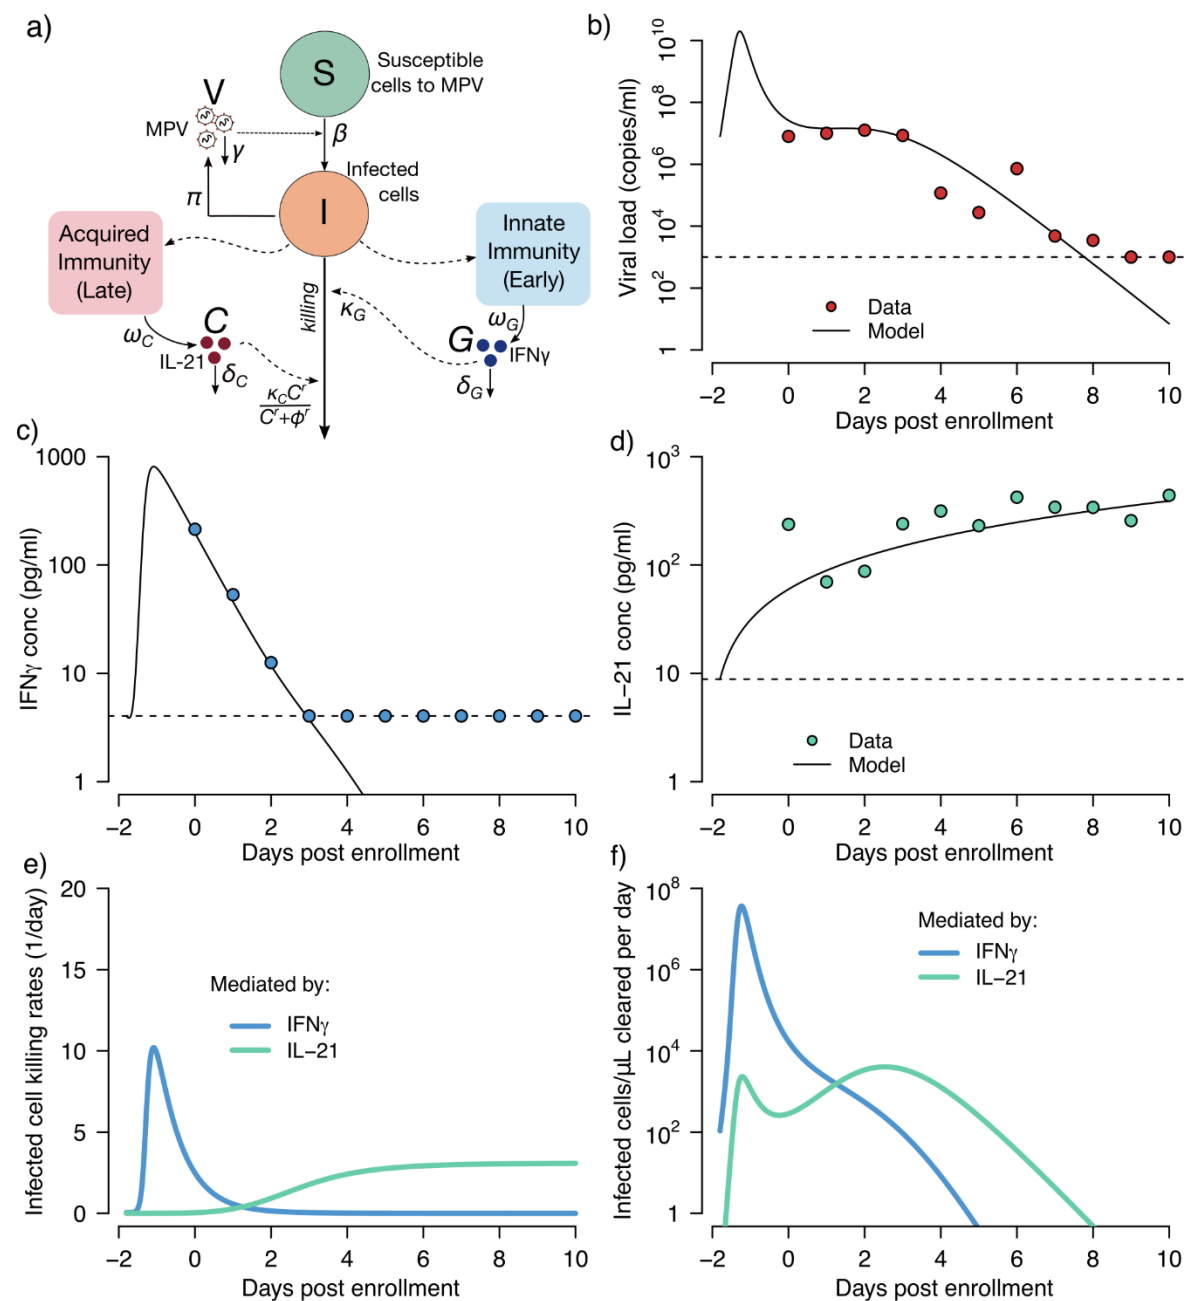 a)
S
Susceptible
cells to MPV
V
MPV
γ
β
π
Infected
cells
I
Acquired
Immunity
(Late)
Innate
Immunity
(Early)
killing
κG
ωG
ωC
C
IL-21
δC
G
IFNγ
δG
κCC^r
C^r+ϕ^r
b)
Viral load (copies/ml)
10^10
10^8
10^6
10^4
10^2
1
Data
Model
−2 0 2 4 6 8 10
Days post enrollment
c)
IFNγ conc (pg/ml)
1000
100
10
1
−2 0 2 4 6 8 10
Days post enrollment
d)
IL−21 conc (pg/ml)
10^3
10^2
10
1
Data
Model
−2 0 2 4 6 8 10
Days post enrollment
e)
Infected cell killing rates (1/day)
20
15
10
5
0
Mediated by:
IFNγ
IL−21
−2 0 2 4 6 8 10
Days post enrollment
f)
Infected cells/μL cleared per day
10^8
10^6
10^4
10^2
1
Mediated by:
IFNγ
IL−21
−2 0 2 4 6 8 10
Days post enrollment